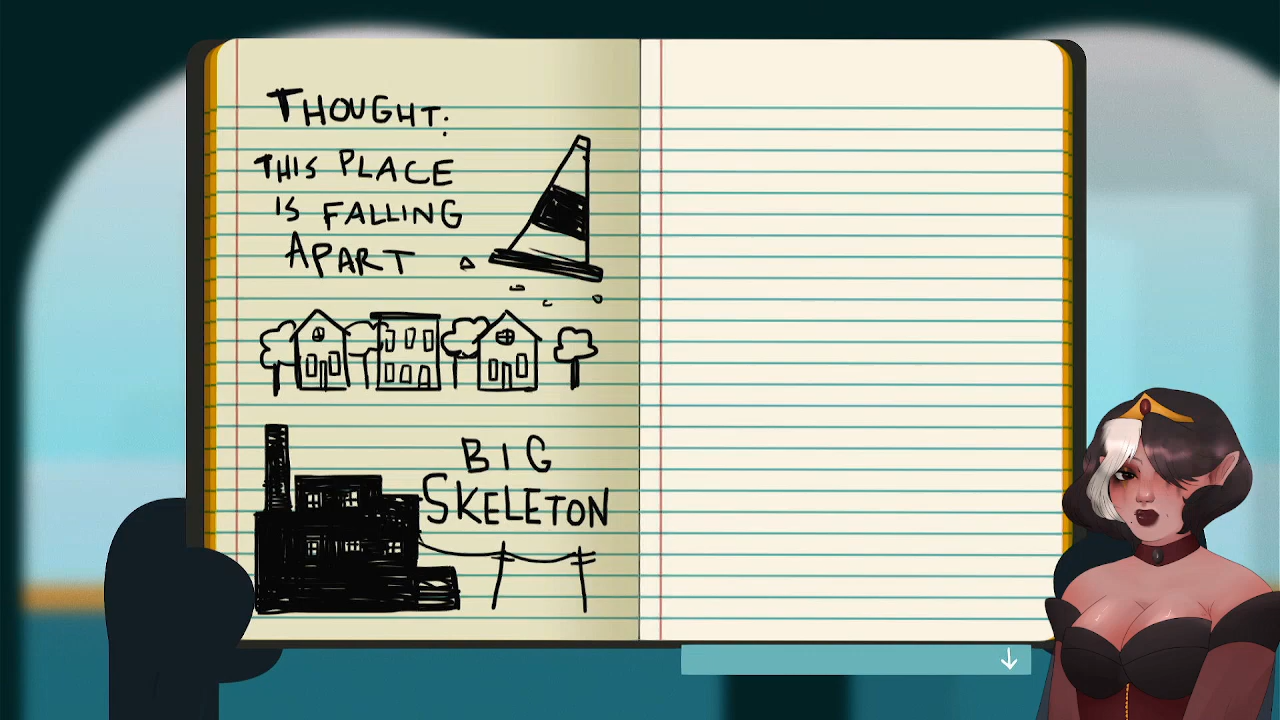 THOUGHT:
THIS PLACE
IS FALLING
APART
BIG
SKELETON